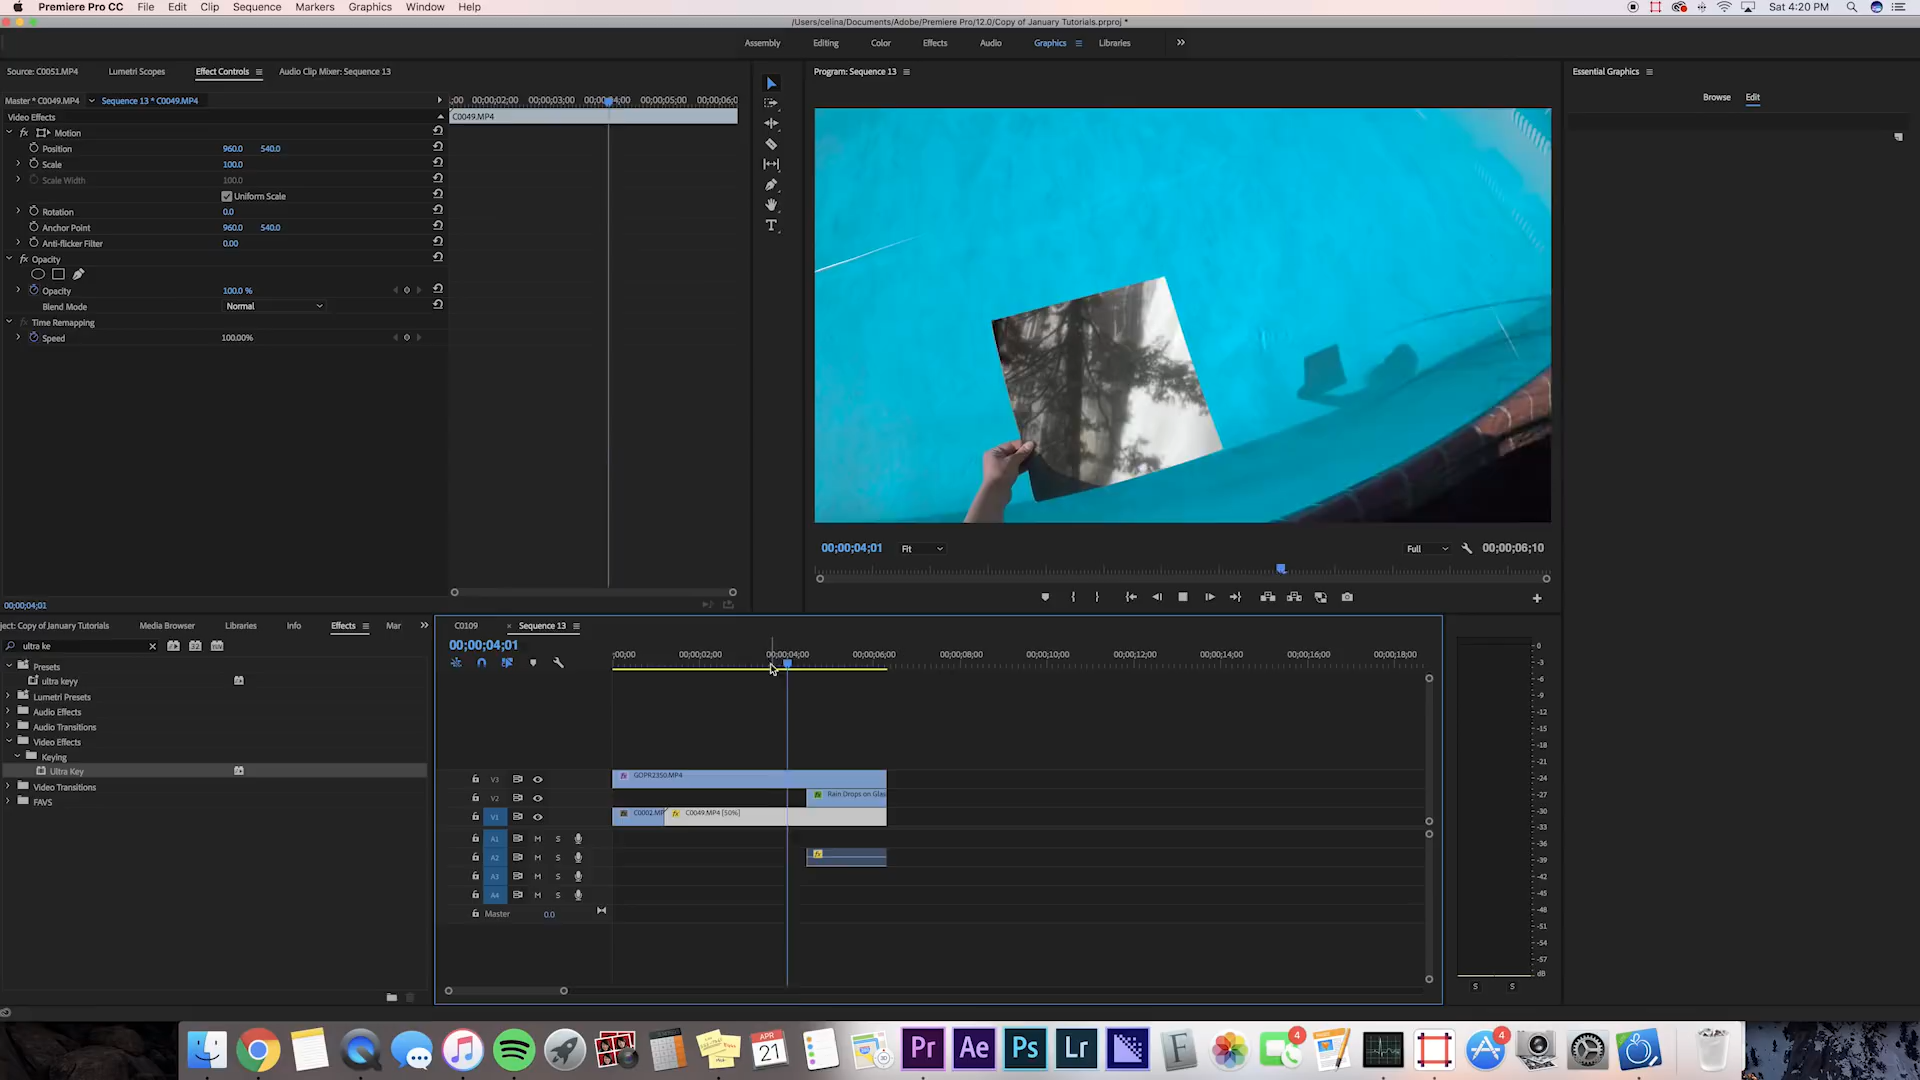 Premiere Pro CC File Edit Clip Sequence Markers Graphics Window Help Sat 4:20 PM
/Users/celina/Documents/Adobe/Premiere Pro/12.0/Copy of January Tutorials.prproj *
Assembly Editing Color Effects Audio Graphics Libraries
Source: C0051.MP4 Lumetri Scopes Effect Controls Audio Clip Mixer: Sequence 13
Program: Sequence 13
Essential Graphics
Browse Edit
Master * C0049.MP4 Sequence 13 * C0049.MP4
;00 00;00;02;00 00;00;03;00 00;00;04;00 00;00;05;00 00;00;06;0
Video Effects C0049.MP4
fx Motion
Position 960.0 540.0
Scale 100.0
Scale Width 100.0
Uniform Scale
Rotation 0.0
Anchor Point 960.0 540.0
Anti-flicker Filter 0.00
fx Opacity
Opacity 100.0 %
Blend Mode Normal
Time Remapping
Speed 100.00%
00;00;04;01 Fit Full 00;00;06;10
00;00;04;01
ject: Copy of January Tutorials Media Browser Libraries Info Effects Mar
C0109 × Sequence 13
ultra ke
00;00;04;01
;00;00 00;00;02;00 00;00;04;00 00;00;06;00 00;00;08;00 00;00;10;00 00;00;12;00 00;00;14;00 00;00;16;00 00;00;18;00
Presets
ultra keyy
Lumetri Presets
Audio Effects
Audio Transitions
Video Effects
Keying
Ultra Key
Video Transitions
FAVS
V3 fx GOPR2350.MP4
V2 fx Rain Drops on Glas
V1 fx C0002.MP fx C0049.MP4 [50%]
A1 M S
A2 M S fx
A3 M S
A4 M S
Master 0.0
0
-3
-6
-9
-12
-15
-18
-21
-24
-27
-30
-33
-36
-39
-42
-45
-48
-51
-54
-57
dB
S S
APR
21
Pr Ae Ps Lr
F
4
4